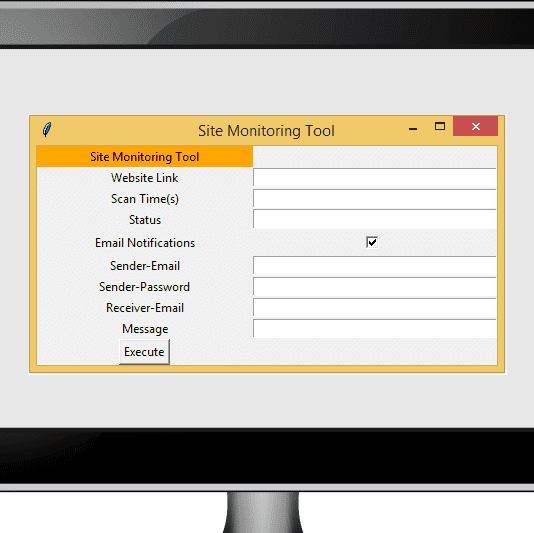 Site Monitoring Tool
Site Monitoring Tool
Website Link
Scan Time(s)
Status
Email Notifications
Sender-Email
Sender-Password
Receiver-Email
Message
Execute